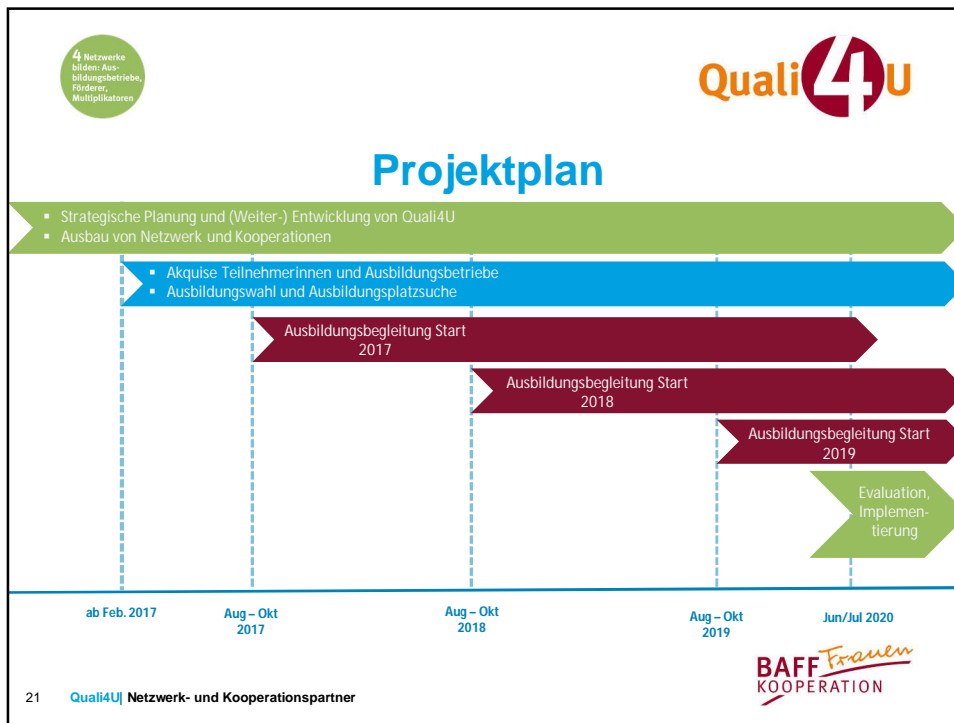 4 Netzwerke
bilden: Aus-
bildungsbetriebe,
Förderer,
Multiplikatoren
Quali4U
Projektplan
▪ Strategische Planung und (Weiter-) Entwicklung von Quali4U
▪ Ausbau von Netzwerk und Kooperationen
▪ Akquise Teilnehmerinnen und Ausbildungsbetriebe
▪ Ausbildungswahl und Ausbildungsplatzsuche
Ausbildungsbegleitung Start
2017
Ausbildungsbegleitung Start
2018
Ausbildungsbegleitung Start
2019
Evaluation,
Implemen-
tierung
ab Feb. 2017
Aug – Okt
2017
Aug – Okt
2018
Aug – Okt
2019
Jun/Jul 2020
BAFF Frauen
KOOPERATION
21 Quali4U| Netzwerk- und Kooperationspartner